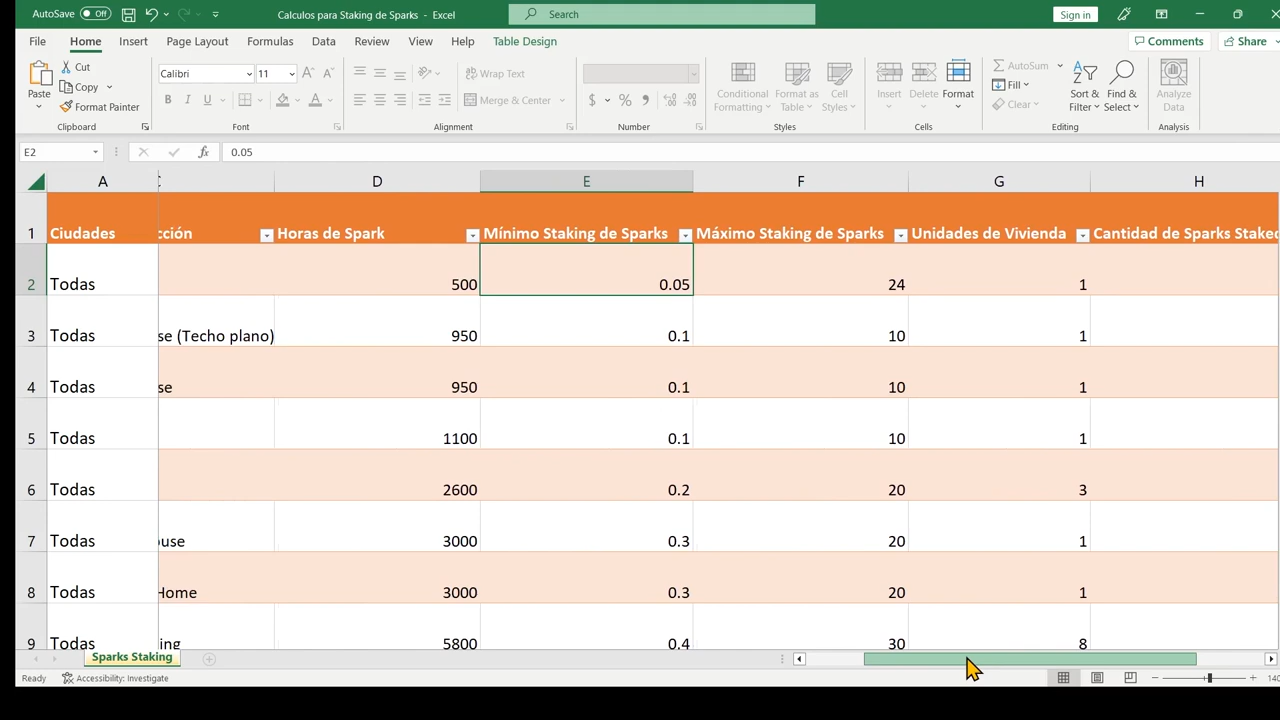 AutoSave Off Calculos para Staking de Sparks - Excel Search Sign in
File Home Insert Page Layout Formulas Data Review View Help Table Design Comments Share
Paste Cut Calibri 11 Wrap Text Conditional Formatting Format as Table Cell Styles Insert Delete Format AutoSum Sort & Filter Find & Select Analyze Data
Copy Merge & Center $ % Fill
Format Painter B I U Clear
Clipboard Font Alignment Number Styles Cells Editing Analysis
E2 fx 0.05
A C D E F G H
1 Ciudades cción Horas de Spark Mínimo Staking de Sparks Máximo Staking de Sparks Unidades de Vivienda Cantidad de Sparks Staked
2 Todas 500 0.05 24 1
3 Todas se (Techo plano) 950 0.1 10 1
4 Todas se 950 0.1 10 1
5 Todas 1100 0.1 10 1
6 Todas 2600 0.2 20 3
7 Todas ouse 3000 0.3 20 1
8 Todas Home 3000 0.3 20 1
9 Todas ing 5800 0.4 30 8
Sparks Staking
Ready Accessibility: Investigate 140